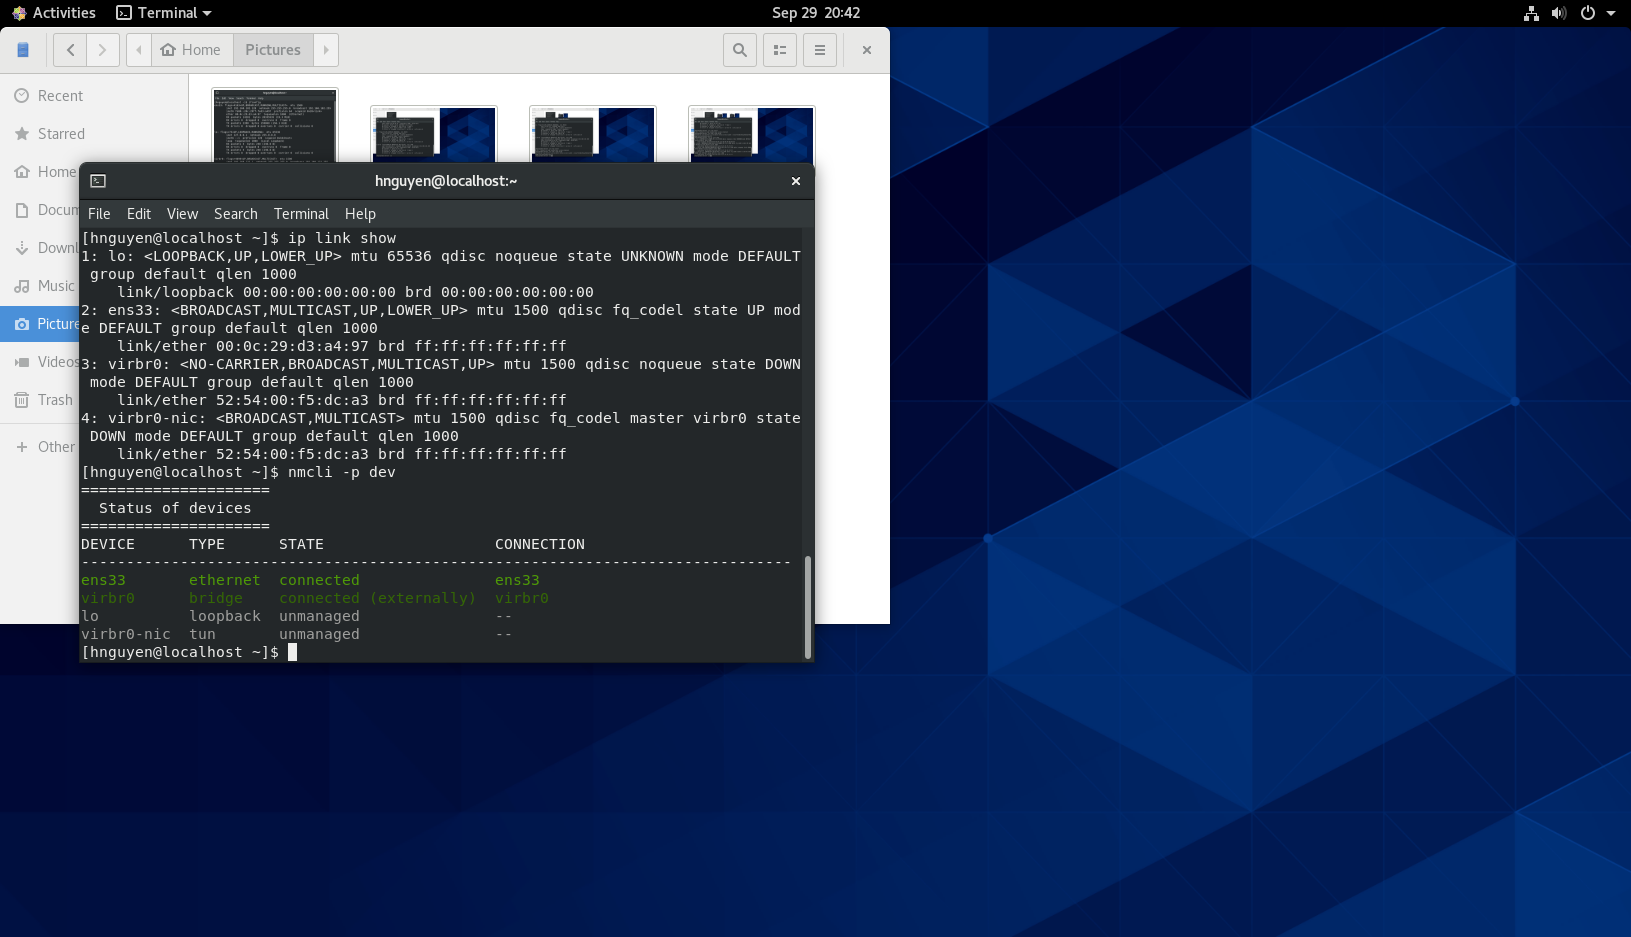 Activities
Terminal
Sep 29 20:42
Home
Pictures
Recent
Starred
Home
Docum
Downl
Music
Picture
Videos
Trash
Other
hnguyen@localhost:~
File Edit View Search Terminal Help
[hnguyen@localhost ~]$ ip link show
1: lo: <LOOPBACK,UP,LOWER_UP> mtu 65536 qdisc noqueue state UNKNOWN mode DEFAULT
 group default qlen 1000
    link/loopback 00:00:00:00:00:00 brd 00:00:00:00:00:00
2: ens33: <BROADCAST,MULTICAST,UP,LOWER_UP> mtu 1500 qdisc fq_codel state UP mod
e DEFAULT group default qlen 1000
    link/ether 00:0c:29:d3:a4:97 brd ff:ff:ff:ff:ff:ff
3: virbr0: <NO-CARRIER,BROADCAST,MULTICAST,UP> mtu 1500 qdisc noqueue state DOWN
 mode DEFAULT group default qlen 1000
    link/ether 52:54:00:f5:dc:a3 brd ff:ff:ff:ff:ff:ff
4: virbr0-nic: <BROADCAST,MULTICAST> mtu 1500 qdisc fq_codel master virbr0 state
 DOWN mode DEFAULT group default qlen 1000
    link/ether 52:54:00:f5:dc:a3 brd ff:ff:ff:ff:ff:ff
[hnguyen@localhost ~]$ nmcli -p dev
=====================
  Status of devices
=====================
DEVICE      TYPE      STATE                   CONNECTION
-------------------------------------------------------------------------------
ens33       ethernet  connected               ens33
virbr0      bridge    connected (externally)  virbr0
lo          loopback  unmanaged               --
virbr0-nic  tun       unmanaged               --
[hnguyen@localhost ~]$